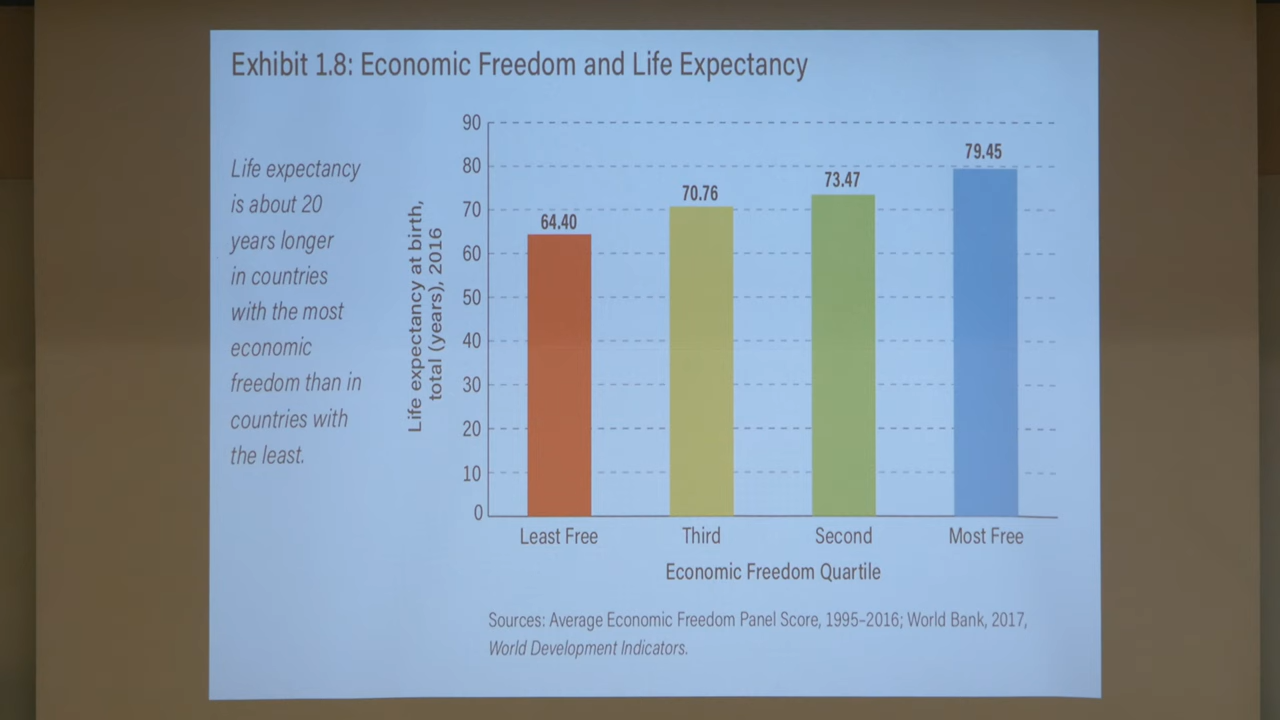 Exhibit 1.8: Economic Freedom and Life Expectancy
Life expectancy
is about 20
years longer
in countries
with the most
economic
freedom than in
countries with
the least.
Life expectancy at birth,
total (years), 2016
90
80
70
60
50
40
30
20
10
0
64.40
70.76
73.47
79.45
Least Free
Third
Second
Most Free
Economic Freedom Quartile
Sources: Average Economic Freedom Panel Score, 1995–2016; World Bank, 2017,
World Development Indicators.